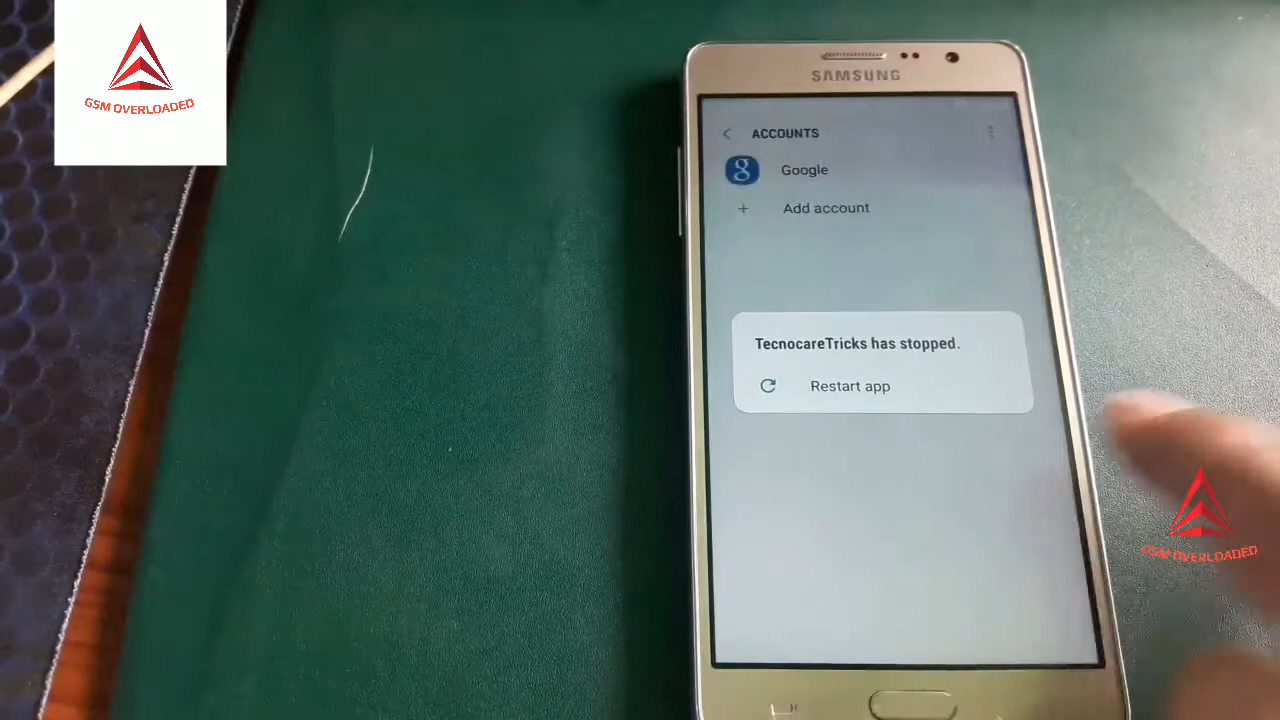 GSM OVERLOADED
SAMSUNG
ACCOUNTS
g Google
+ Add account
TecnocareTricks has stopped.
Restart app
GSM OVERLOADED